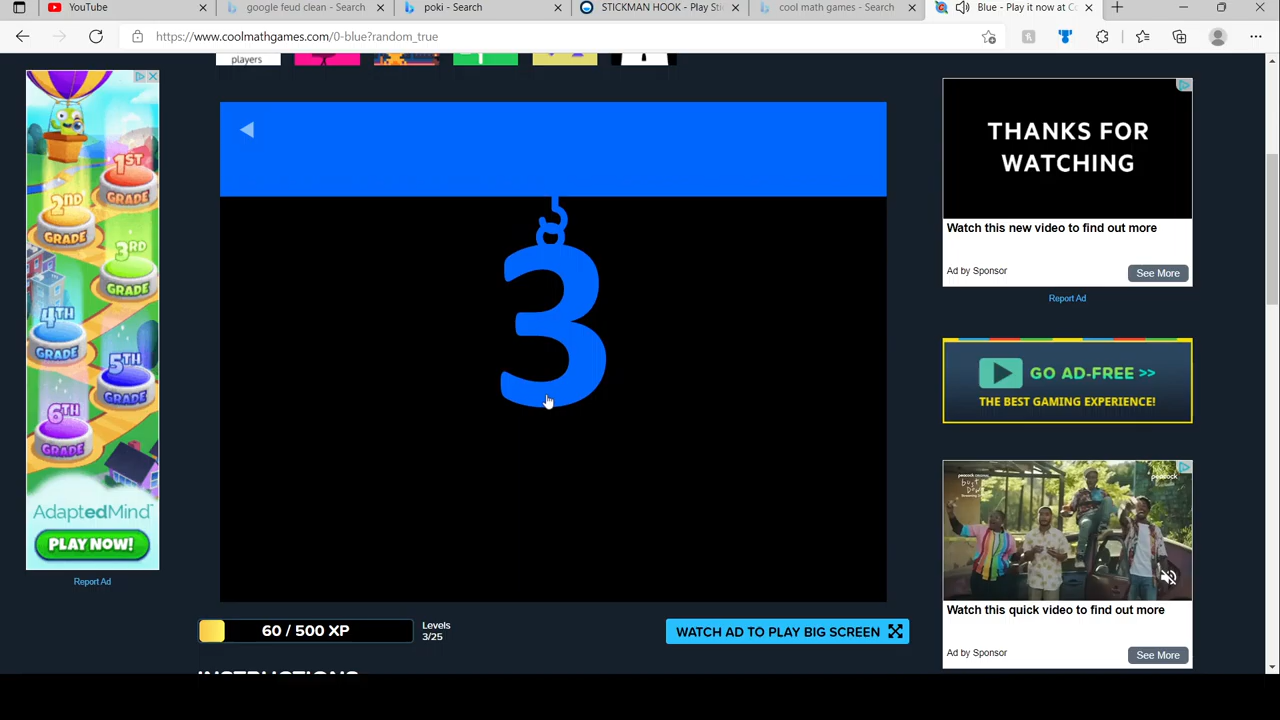 YouTube
google feud clean - Search
poki - Search
STICKMAN HOOK - Play Sti
cool math games - Search
Blue - Play it now at Co
https://www.coolmathgames.com/0-blue?random_true
players
1ST GRADE
2ND GRADE
3RD GRADE
4TH GRADE
5TH GRADE
6TH GRADE
AdaptedMind
PLAY NOW!
Report Ad
3
60 / 500 XP
Levels
3/25
WATCH AD TO PLAY BIG SCREEN
INSTRUCTIONS
THANKS FOR
WATCHING
Watch this new video to find out more
Ad by Sponsor
See More
Report Ad
GO AD-FREE >>
THE BEST GAMING EXPERIENCE!
peacock
Watch this quick video to find out more
Ad by Sponsor
See More